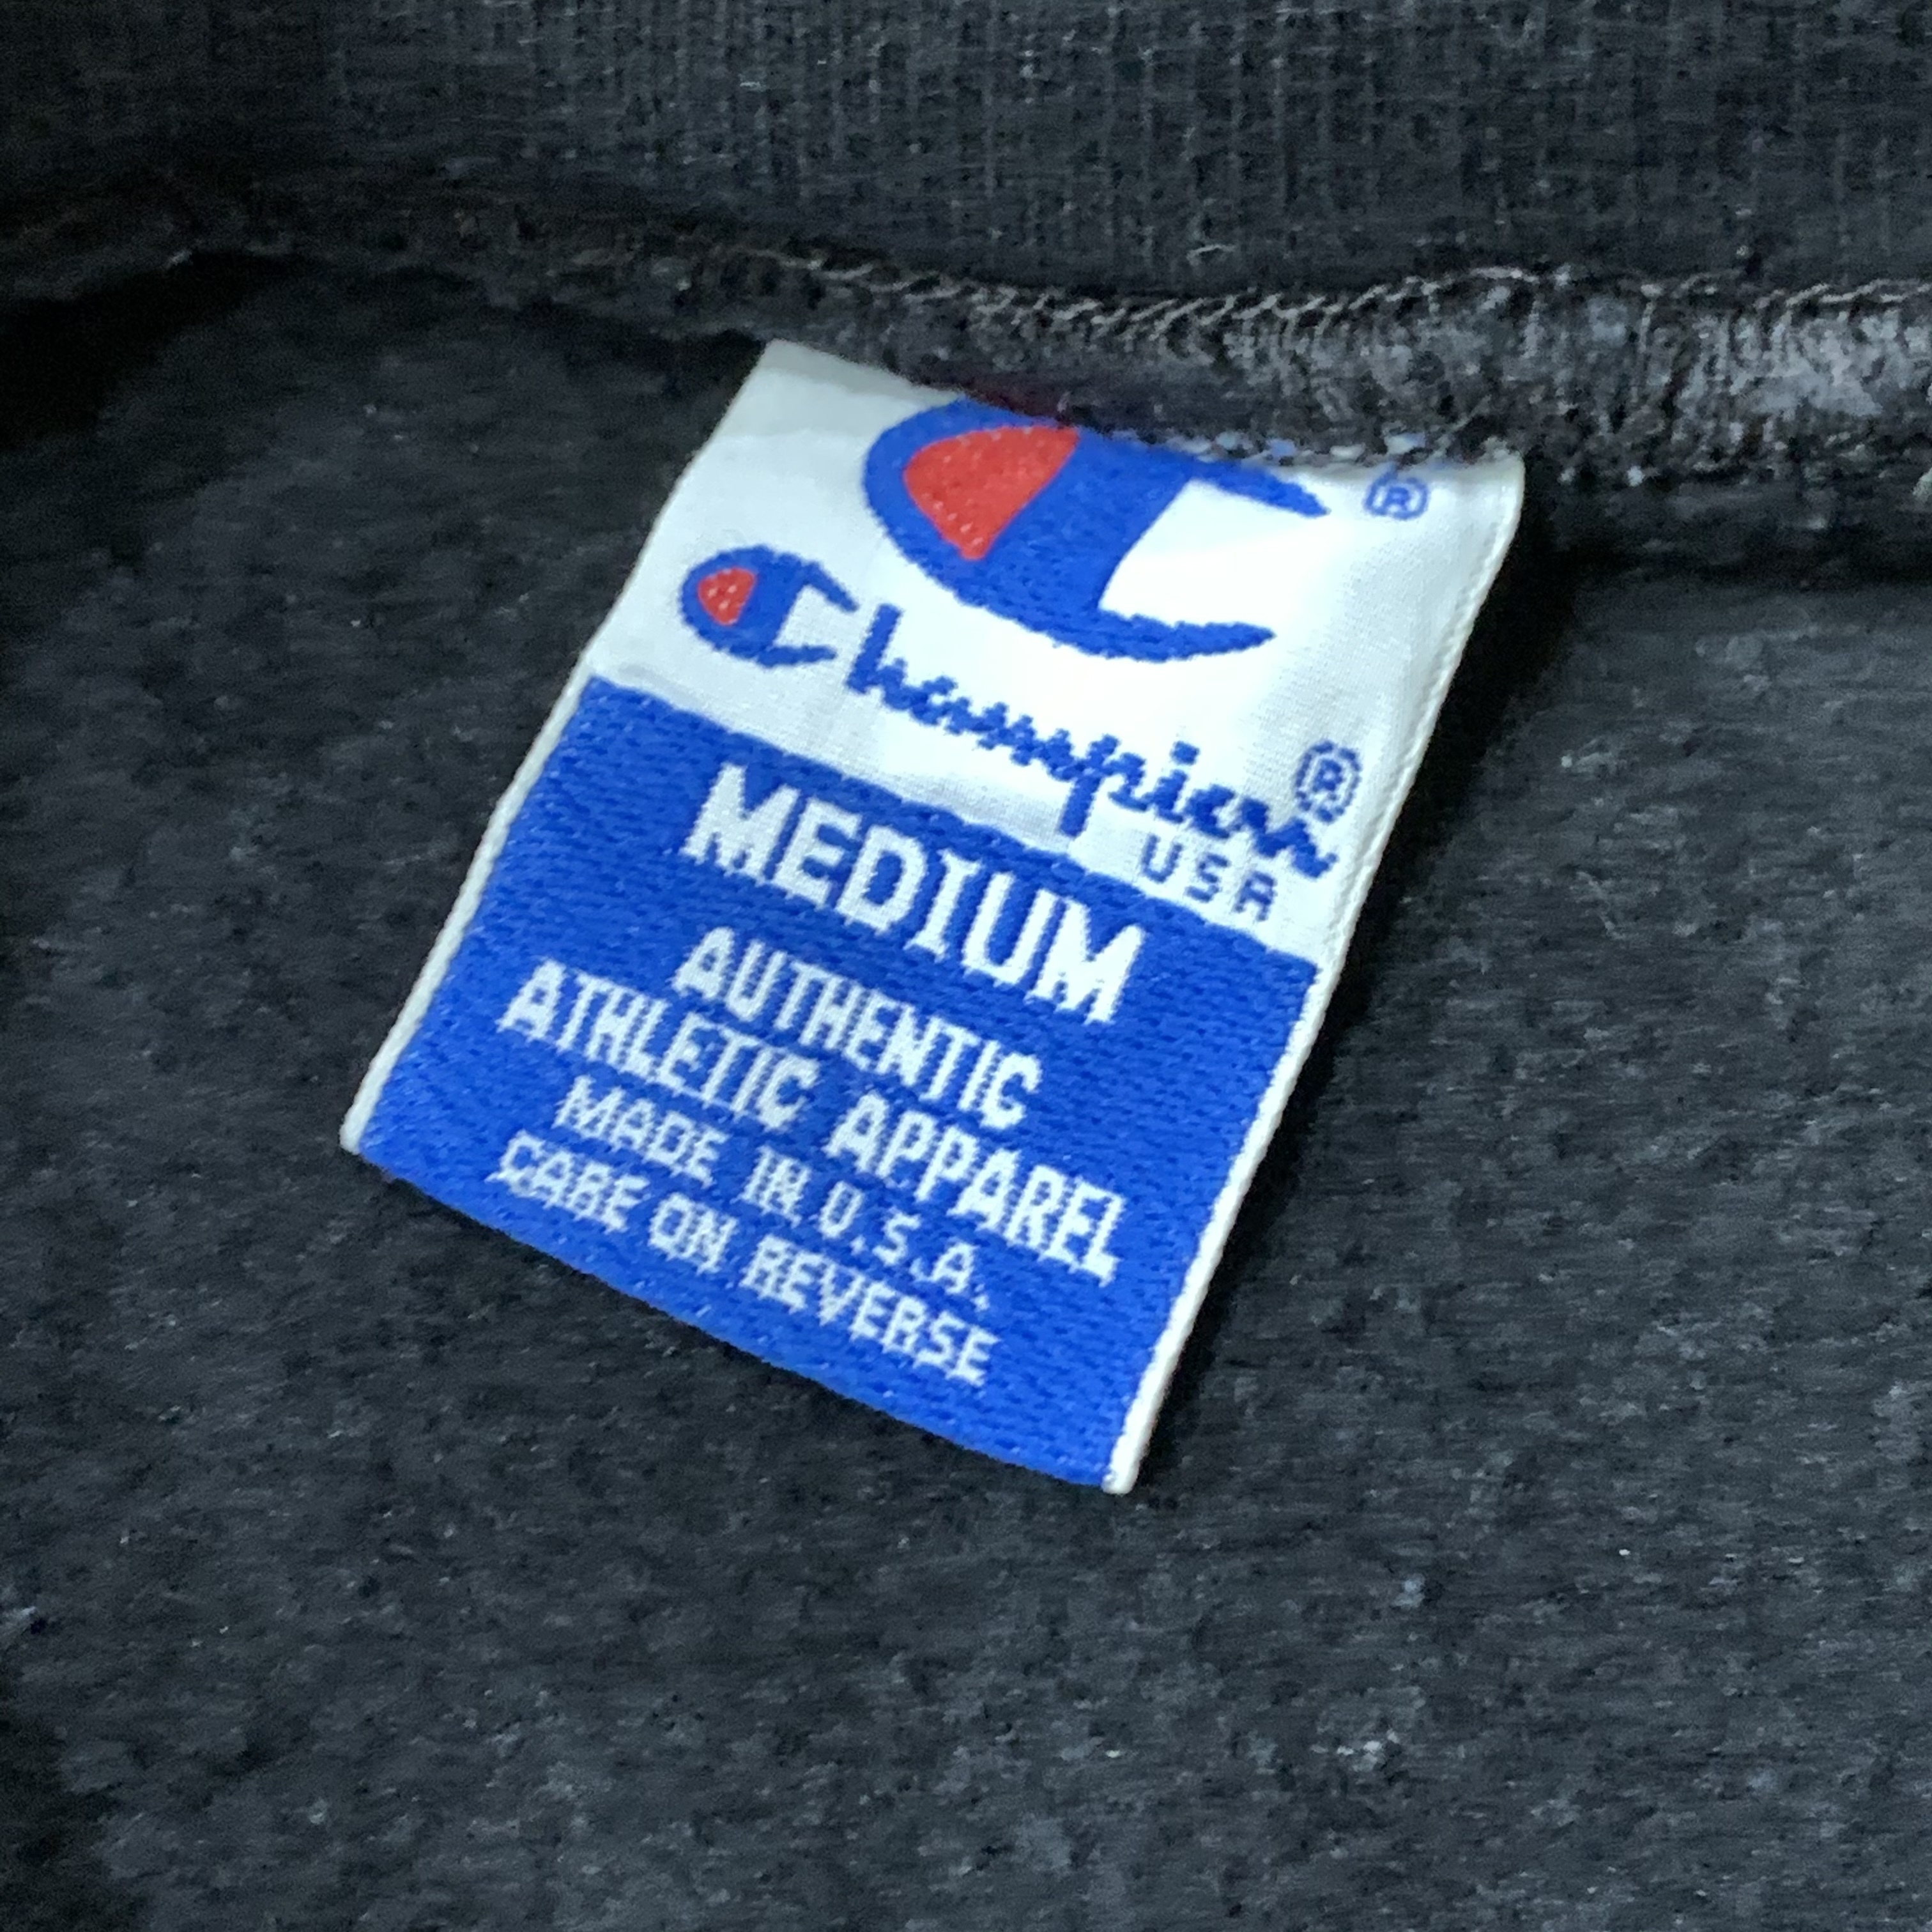 ®
Champion®
USA
MEDIUM
AUTHENTIC
ATHLETIC APPAREL
MADE IN U.S.A.
CARE ON REVERSE